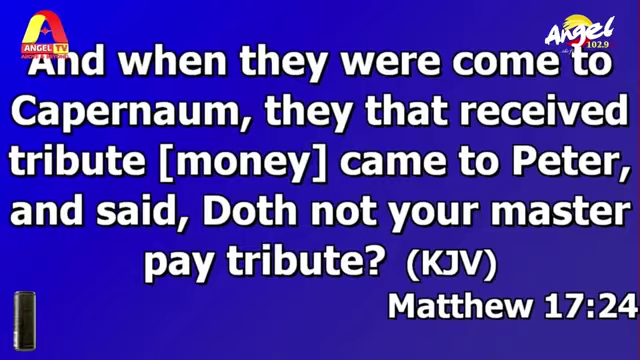 ANGEL TV
Angel
102.9
And when they were come to
Capernaum, they that received
tribute [money] came to Peter,
and said, Doth not your master
pay tribute? (KJV)
Matthew 17:24